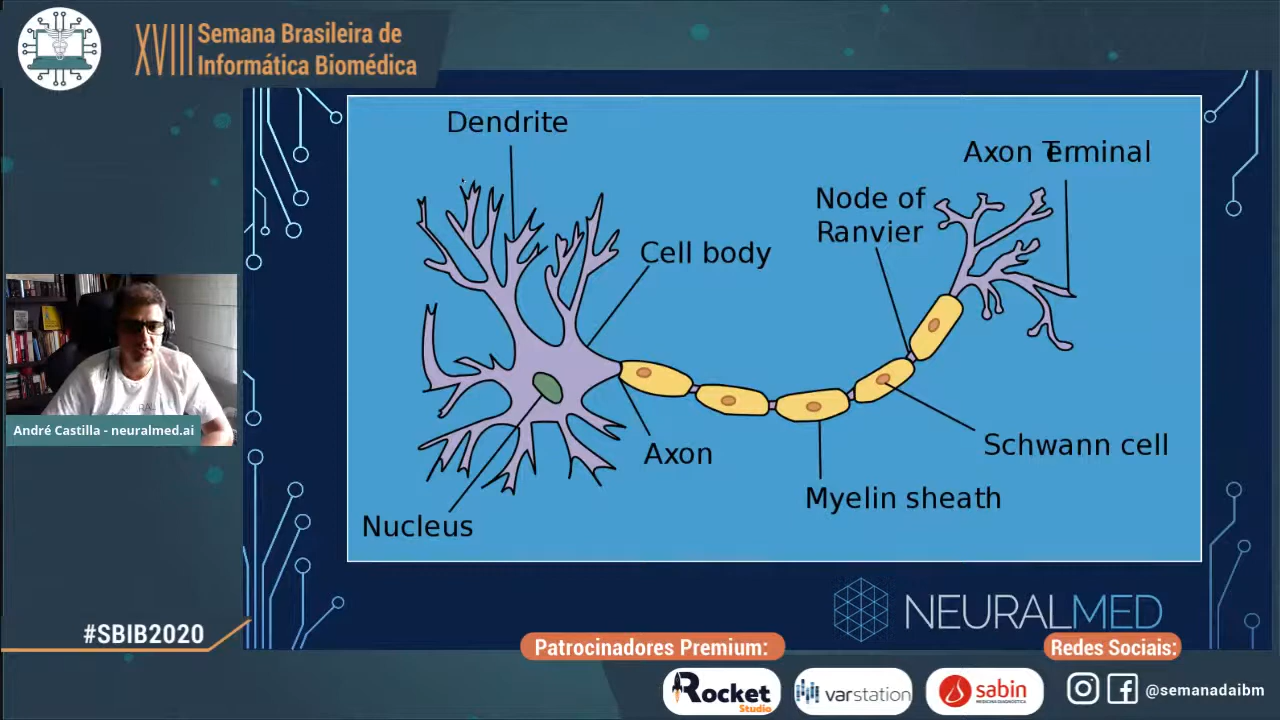 XVIII
Semana Brasileira de
Informática Biomédica
Dendrite
Axon Terminal
Node of
Ranvier
Cell body
Axon
Schwann cell
Myelin sheath
Nucleus
NEURALM
André Castilla - neuralmed.ai
NEURALMED
#SBIB2020
Patrocinadores Premium:
Redes Sociais:
Rocket
Studio
varstation
sabin
MEDICINA DIAGNÓSTICA
@semanadaibm